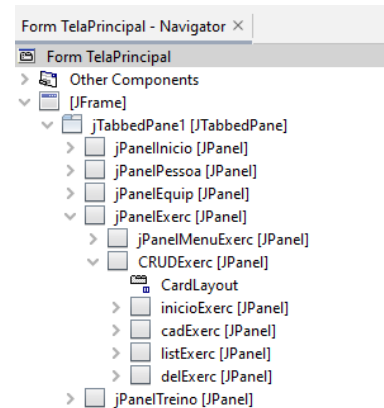 Form TelaPrincipal - Navigator ×
Form TelaPrincipal
Other Components
[JFrame]
jTabbedPane1 [JTabbedPane]
jPanelInicio [JPanel]
jPanelPessoa [JPanel]
jPanelEquip [JPanel]
jPanelExerc [JPanel]
jPanelMenuExerc [JPanel]
CRUDExerc [JPanel]
CardLayout
inicioExerc [JPanel]
cadExerc [JPanel]
listExerc [JPanel]
delExerc [JPanel]
jPanelTreino [JPanel]